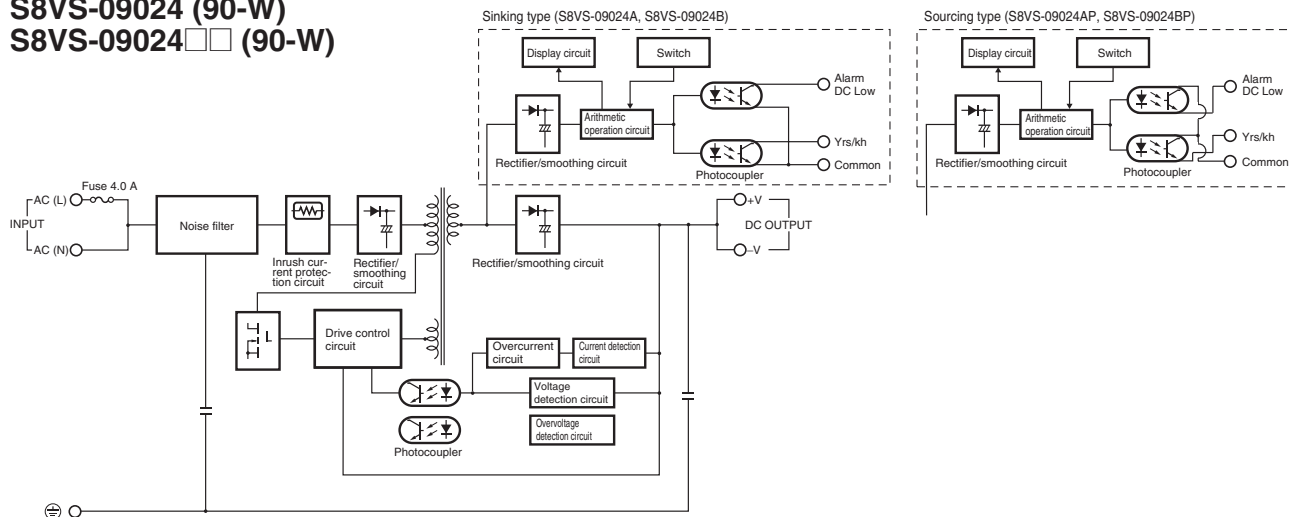 S8VS-09024 (90-W)
S8VS-09024□□ (90-W)
Sinking type (S8VS-09024A, S8VS-09024B)
Display circuit
Switch
Arithmetic
operation circuit
Rectifier/smoothing circuit
Photocoupler
Alarm
DC Low
Yrs/kh
Common
Sourcing type (S8VS-09024AP, S8VS-09024BP)
Display circuit
Switch
Arithmetic
operation circuit
Rectifier/smoothing circuit
Photocoupler
Alarm
DC Low
Yrs/kh
Common
Fuse 4.0 A
AC (L)
INPUT
AC (N)
Noise filter
Inrush cur-
rent protec-
tion circuit
Rectifier/
smoothing
circuit
Rectifier/smoothing circuit
+V
DC OUTPUT
–V
Drive control
circuit
Overcurrent
circuit
Current detection
circuit
Voltage
detection circuit
Overvoltage
detection circuit
Photocoupler